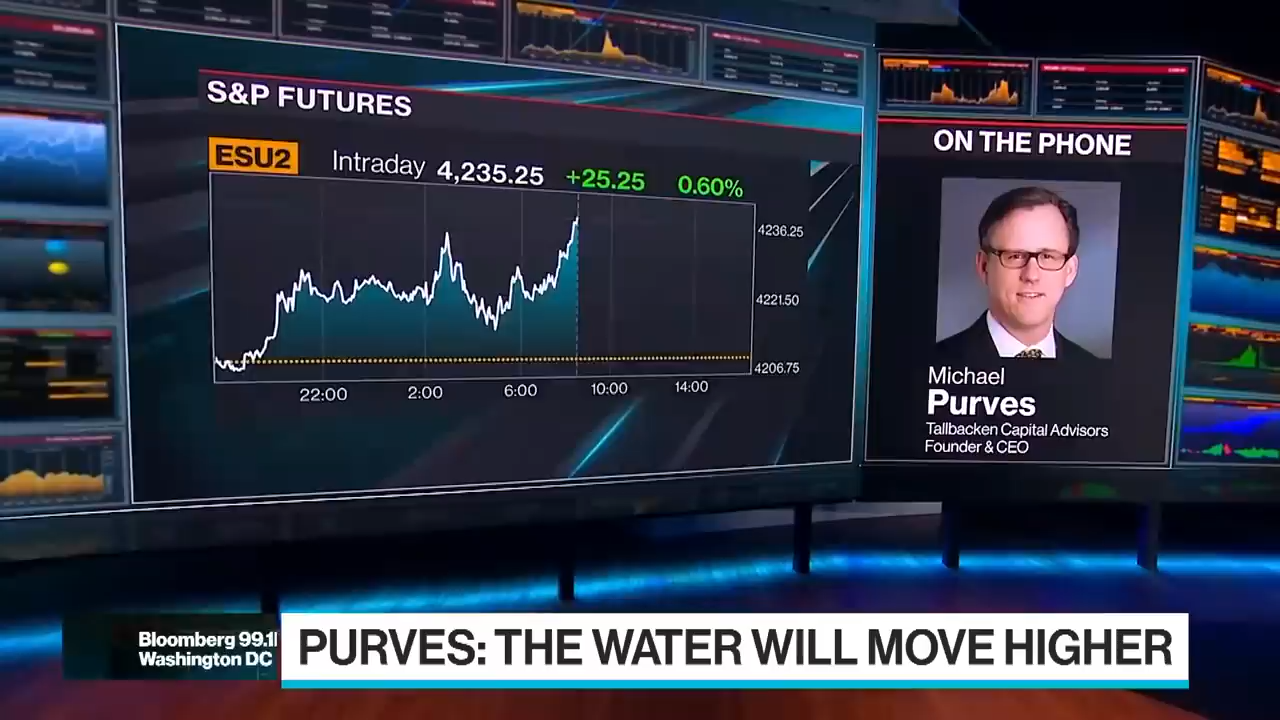 S&P FUTURES
ESU2 Intraday 4,235.25 +25.25 0.60%
4236.25
4221.50
4206.75
22:00 2:00 6:00 10:00 14:00
ON THE PHONE
Michael
Purves
Tallbacken Capital Advisors
Founder & CEO
Bloomberg 99.1
Washington DC
PURVES: THE WATER WILL MOVE HIGHER